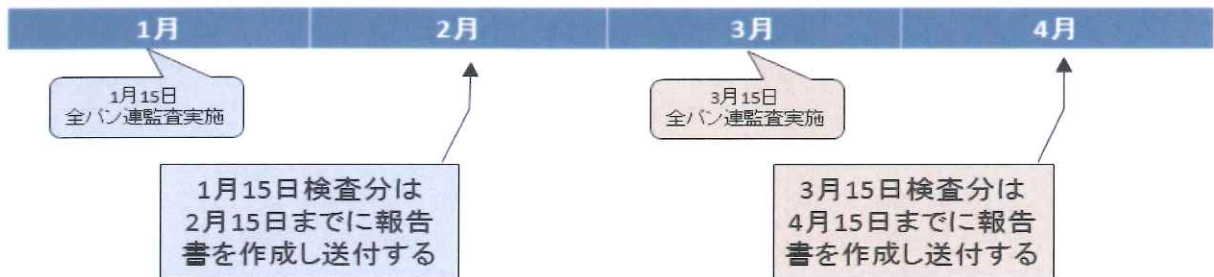 1月 2月 3月 4月
1月15日
全バン連監査実施
3月15日
全バン連監査実施
1月15日検査分は
2月15日までに報告
書を作成し送付する
3月15日検査分は
4月15日までに報告
書を作成し送付する